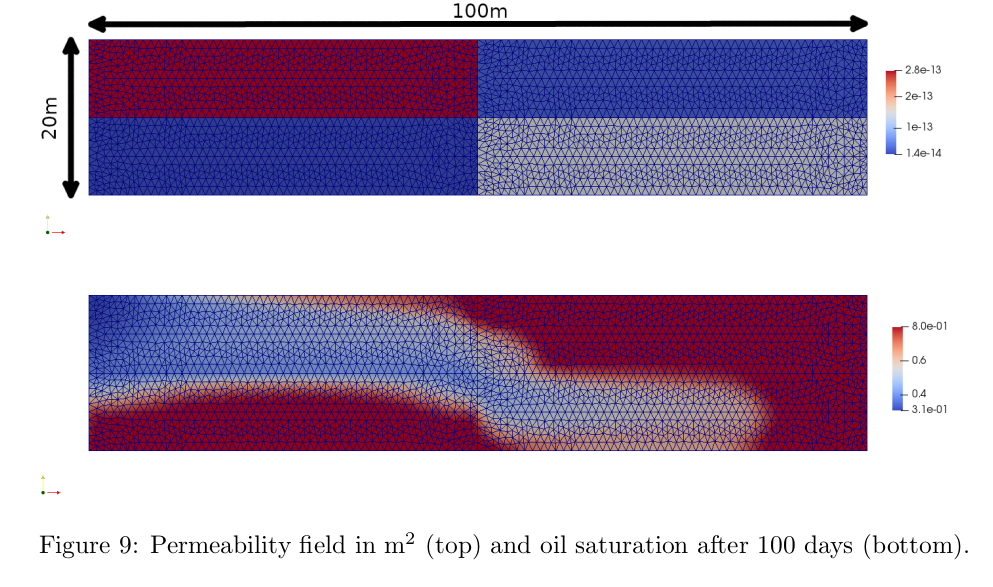 100m
20m
2.8e-13
2e-13
1e-13
1.4e-14
8.0e-01
0.6
0.4
3.1e-01
Figure 9: Permeability field in m² (top) and oil saturation after 100 days (bottom).